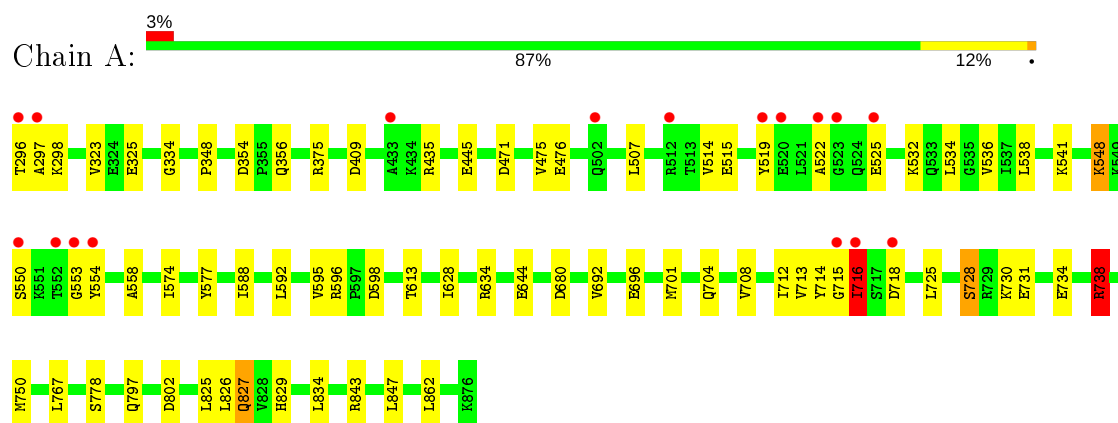 3%
Chain A:
87% 12% •
T296 A297 K298 V323 E324 E325 G334 P348 D354 P355 Q356 R375 D409 A433 K434 R435 E445 D471 V475 E476 Q502 L507 R512 T513 V514 E515 Y519 E520 L521 A522 G523 Q524 E525 K532 Q533 L534 G535 V536 I537 L538 K541 K548 K549
S550 K551 T552 G553 Y554 A558 I574 Y577 I588 L592 V595 R596 P597 D598 T613 I628 R634 E644 D680 V692 E696 M701 Q704 V708 I712 V713 Y714 G715 I716 S717 D718 L725 S728 R729 K730 E731 E734 R738
M750 L767 S778 Q797 D802 L825 L826 Q827 V828 H829 L834 R843 L847 L862 K876